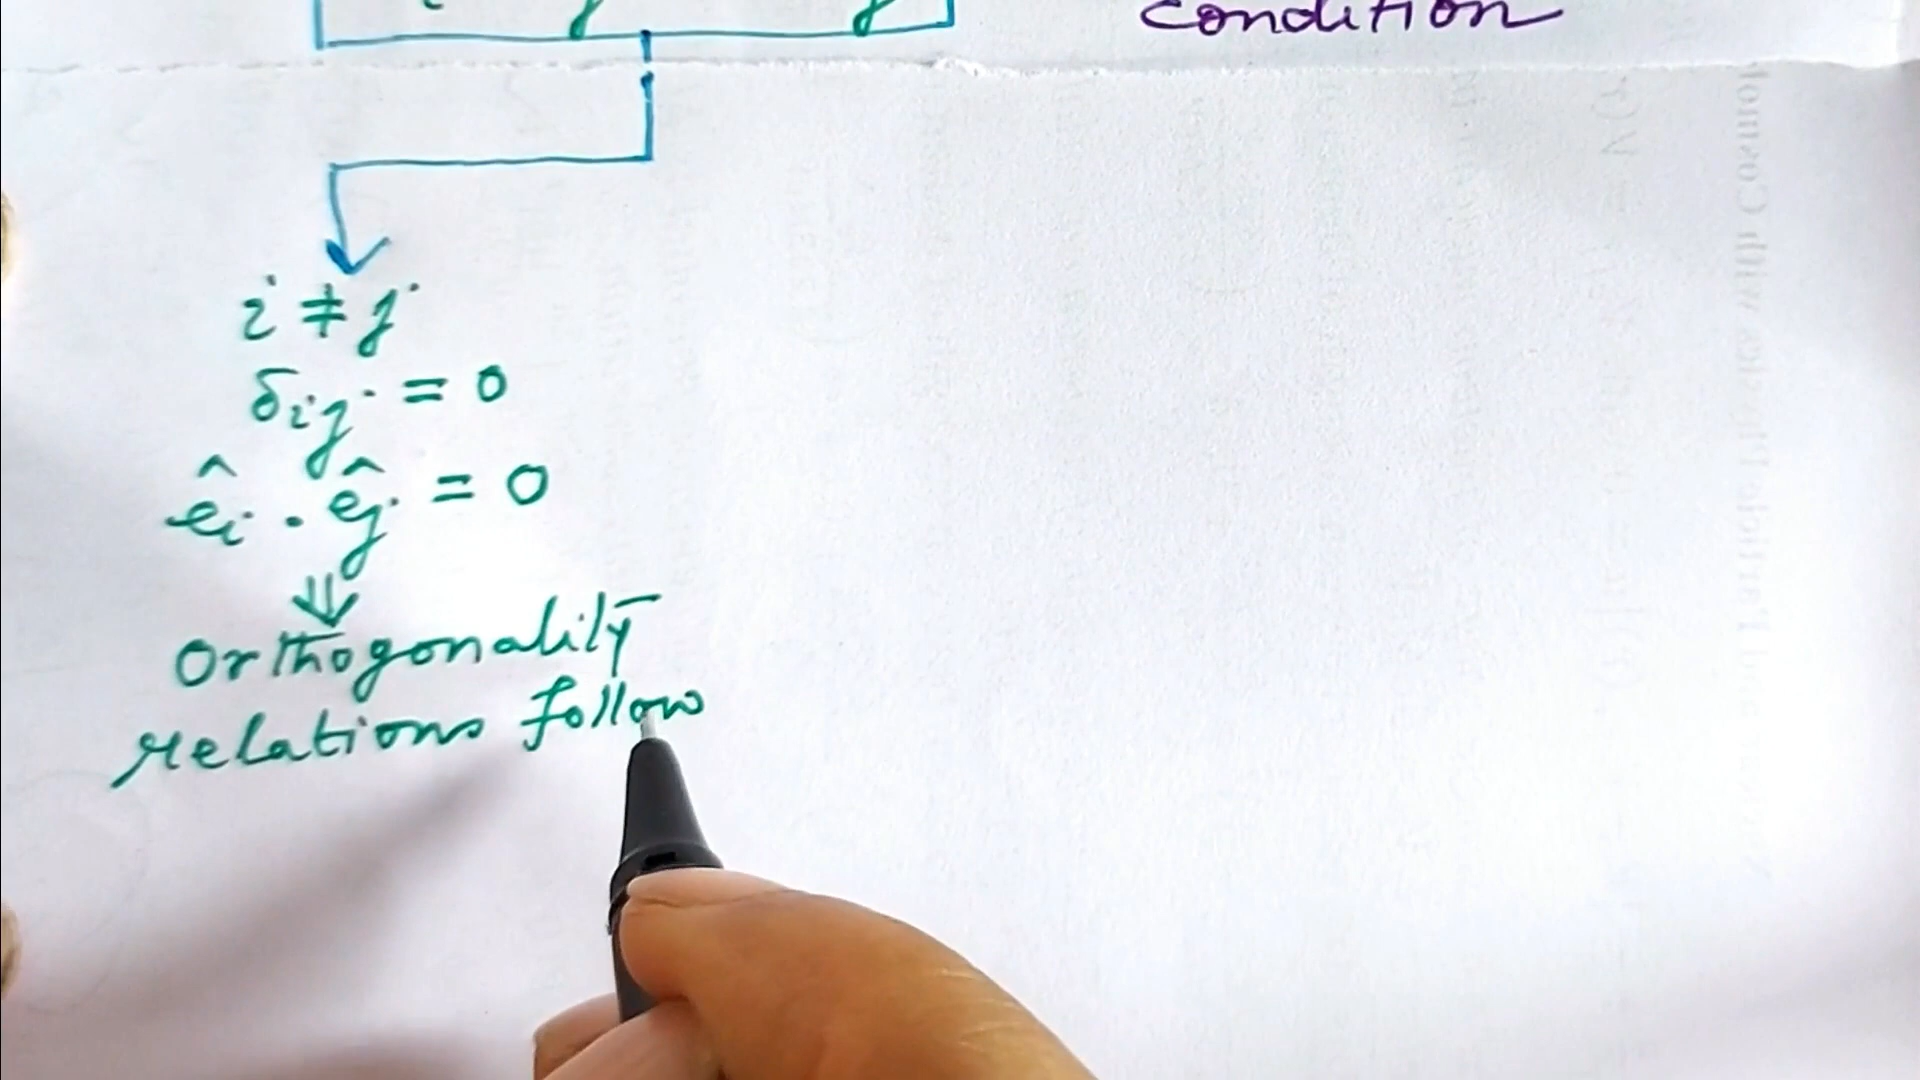 condition
i ≠ j
δij = 0
êi . êj = 0
⇓
Orthogonality
relations follow